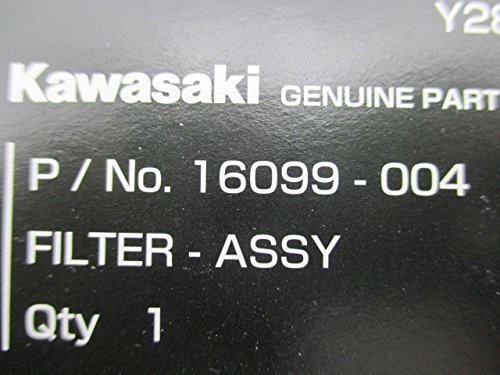 Y28
Kawasaki GENUINE PART
P / No. 16099 - 004
FILTER - ASSY
Qty 1